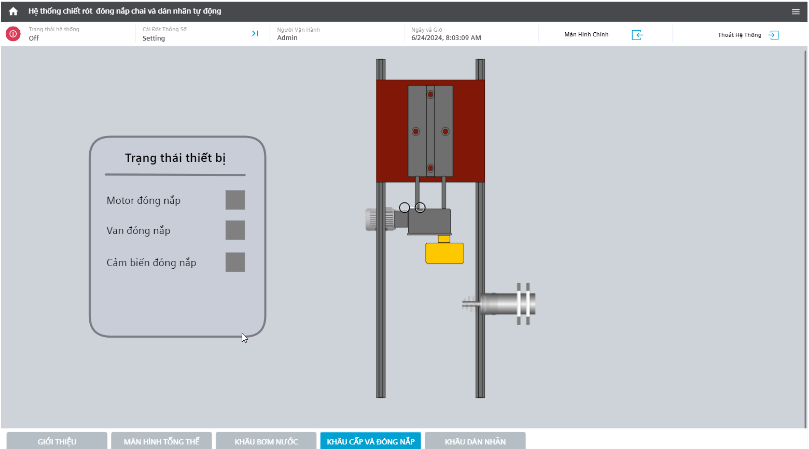 Hệ thống chiết rót đóng nắp chai và dán nhãn tự động
Trạng thái hệ thống
Off
Cài Đặt Thông Số
Setting
Người Vận Hành
Admin
Ngày và Giờ
6/24/2024, 8:03:09 AM
Màn Hình Chính
Thoát Hệ Thống
Trạng thái thiết bị
Motor đóng nắp
Van đóng nắp
Cảm biến đóng nắp
GIỚI THIỆU
MÀN HÌNH TỔNG THỂ
KHÂU BƠM NƯỚC
KHÂU CẤP VÀ ĐÓNG NẮP
KHÂU DÁN NHÃN